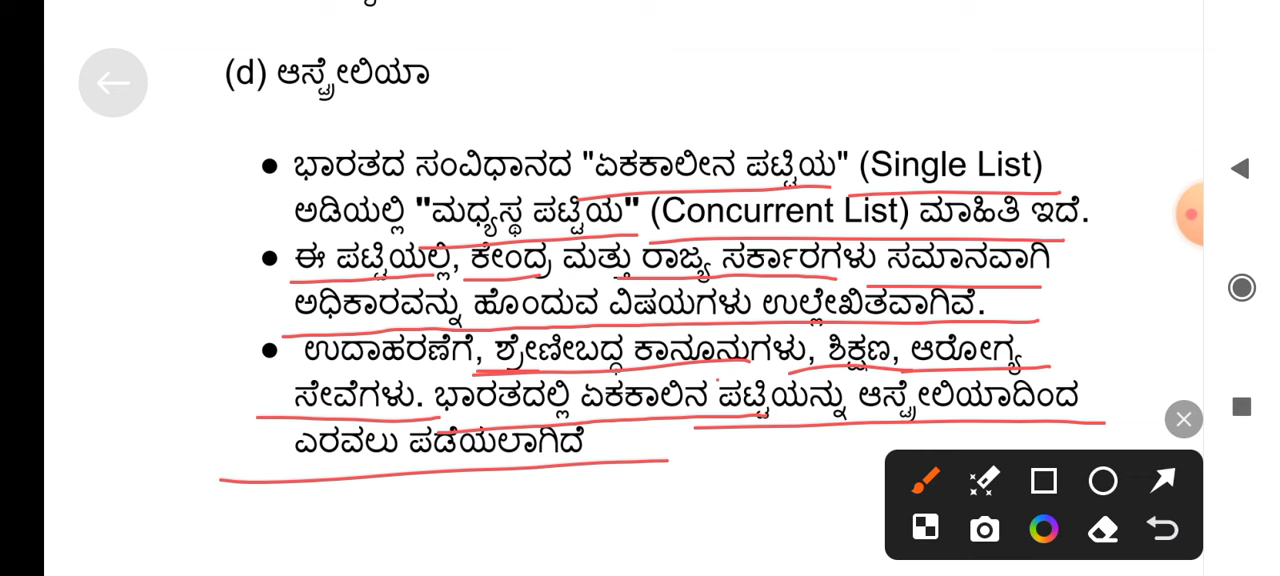 (d) ಆಸ್ಟ್ರೇಲಿಯಾ
● ಭಾರತದ ಸಂವಿಧಾನದ "ಏಕಕಾಲೀನ ಪಟ್ಟಿಯ" (Single List)
ಅಡಿಯಲ್ಲಿ "ಮಧ್ಯಸ್ಥ ಪಟ್ಟಿಯ" (Concurrent List) ಮಾಹಿತಿ ಇದೆ.
● ಈ ಪಟ್ಟಿಯಲ್ಲಿ, ಕೇಂದ್ರ ಮತ್ತು ರಾಜ್ಯ ಸರ್ಕಾರಗಳು ಸಮಾನವಾಗಿ
ಅಧಿಕಾರವನ್ನು ಹೊಂದುವ ವಿಷಯಗಳು ಉಲ್ಲೇಖಿತವಾಗಿವೆ.
● ಉದಾಹರಣೆಗೆ, ಶ್ರೇಣೀಬದ್ಧ ಕಾನೂನುಗಳು, ಶಿಕ್ಷಣ, ಆರೋಗ್ಯ
ಸೇವೆಗಳು. ಭಾರತದಲ್ಲಿ ಏಕಕಾಲಿನ ಪಟ್ಟಿಯನ್ನು ಆಸ್ಟ್ರೇಲಿಯಾದಿಂದ
ಎರವಲು ಪಡೆಯಲಾಗಿದೆ